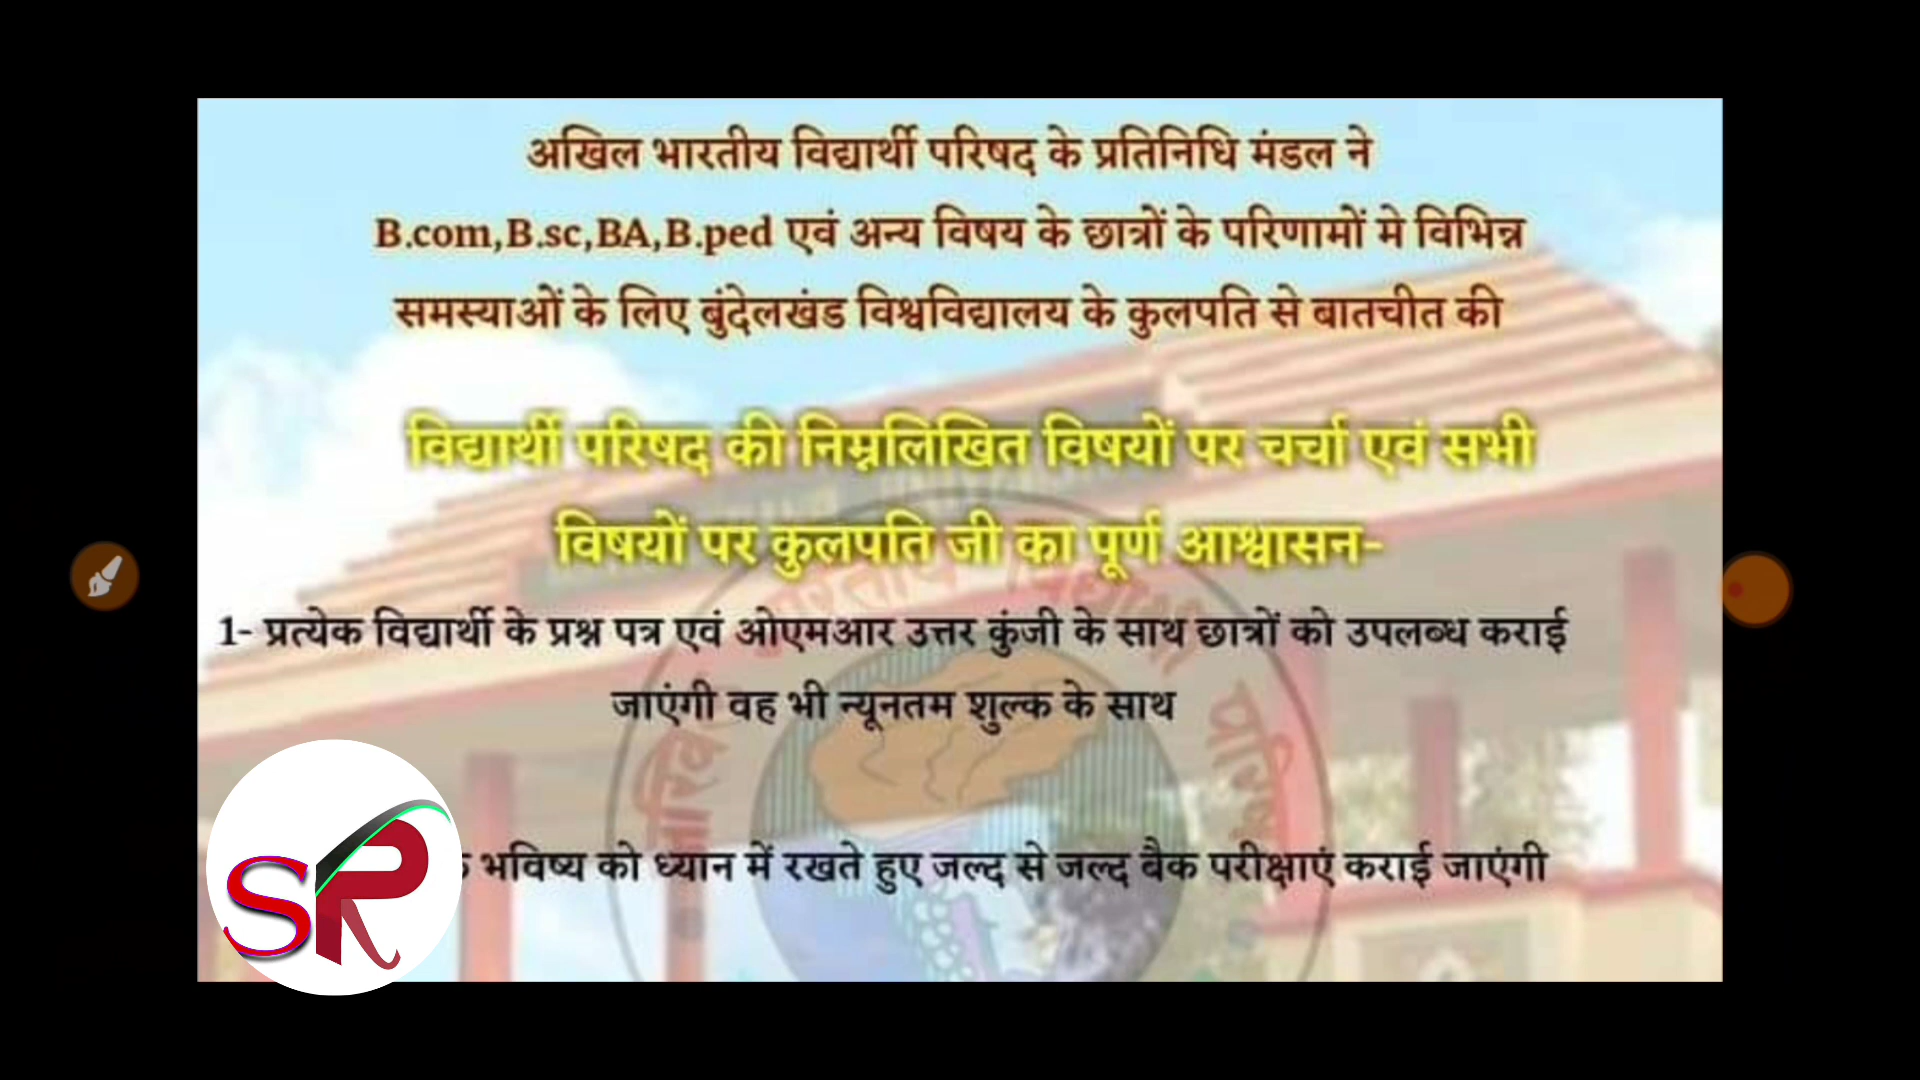 अखिल भारतीय विद्यार्थी परिषद के प्रतिनिधि मंडल ने
B.com,B.sc,BA,B.ped एवं अन्य विषय के छात्रों के परिणामों मे विभिन्न
समस्याओं के लिए बुंदेलखंड विश्वविद्यालय के कुलपति से बातचीत की
विद्यार्थी परिषद की निम्नलिखित विषयों पर चर्चा एवं सभी
विषयों पर कुलपति जी का पूर्ण आश्वासन-
1- प्रत्येक विद्यार्थी के प्रश्न पत्र एवं ओएमआर उत्तर कुंजी के साथ छात्रों को उपलब्ध कराई
जाएंगी वह भी न्यूनतम शुल्क के साथ
भविष्य को ध्यान में रखते हुए जल्द से जल्द बैक परीक्षाएं कराई जाएंगी
SR